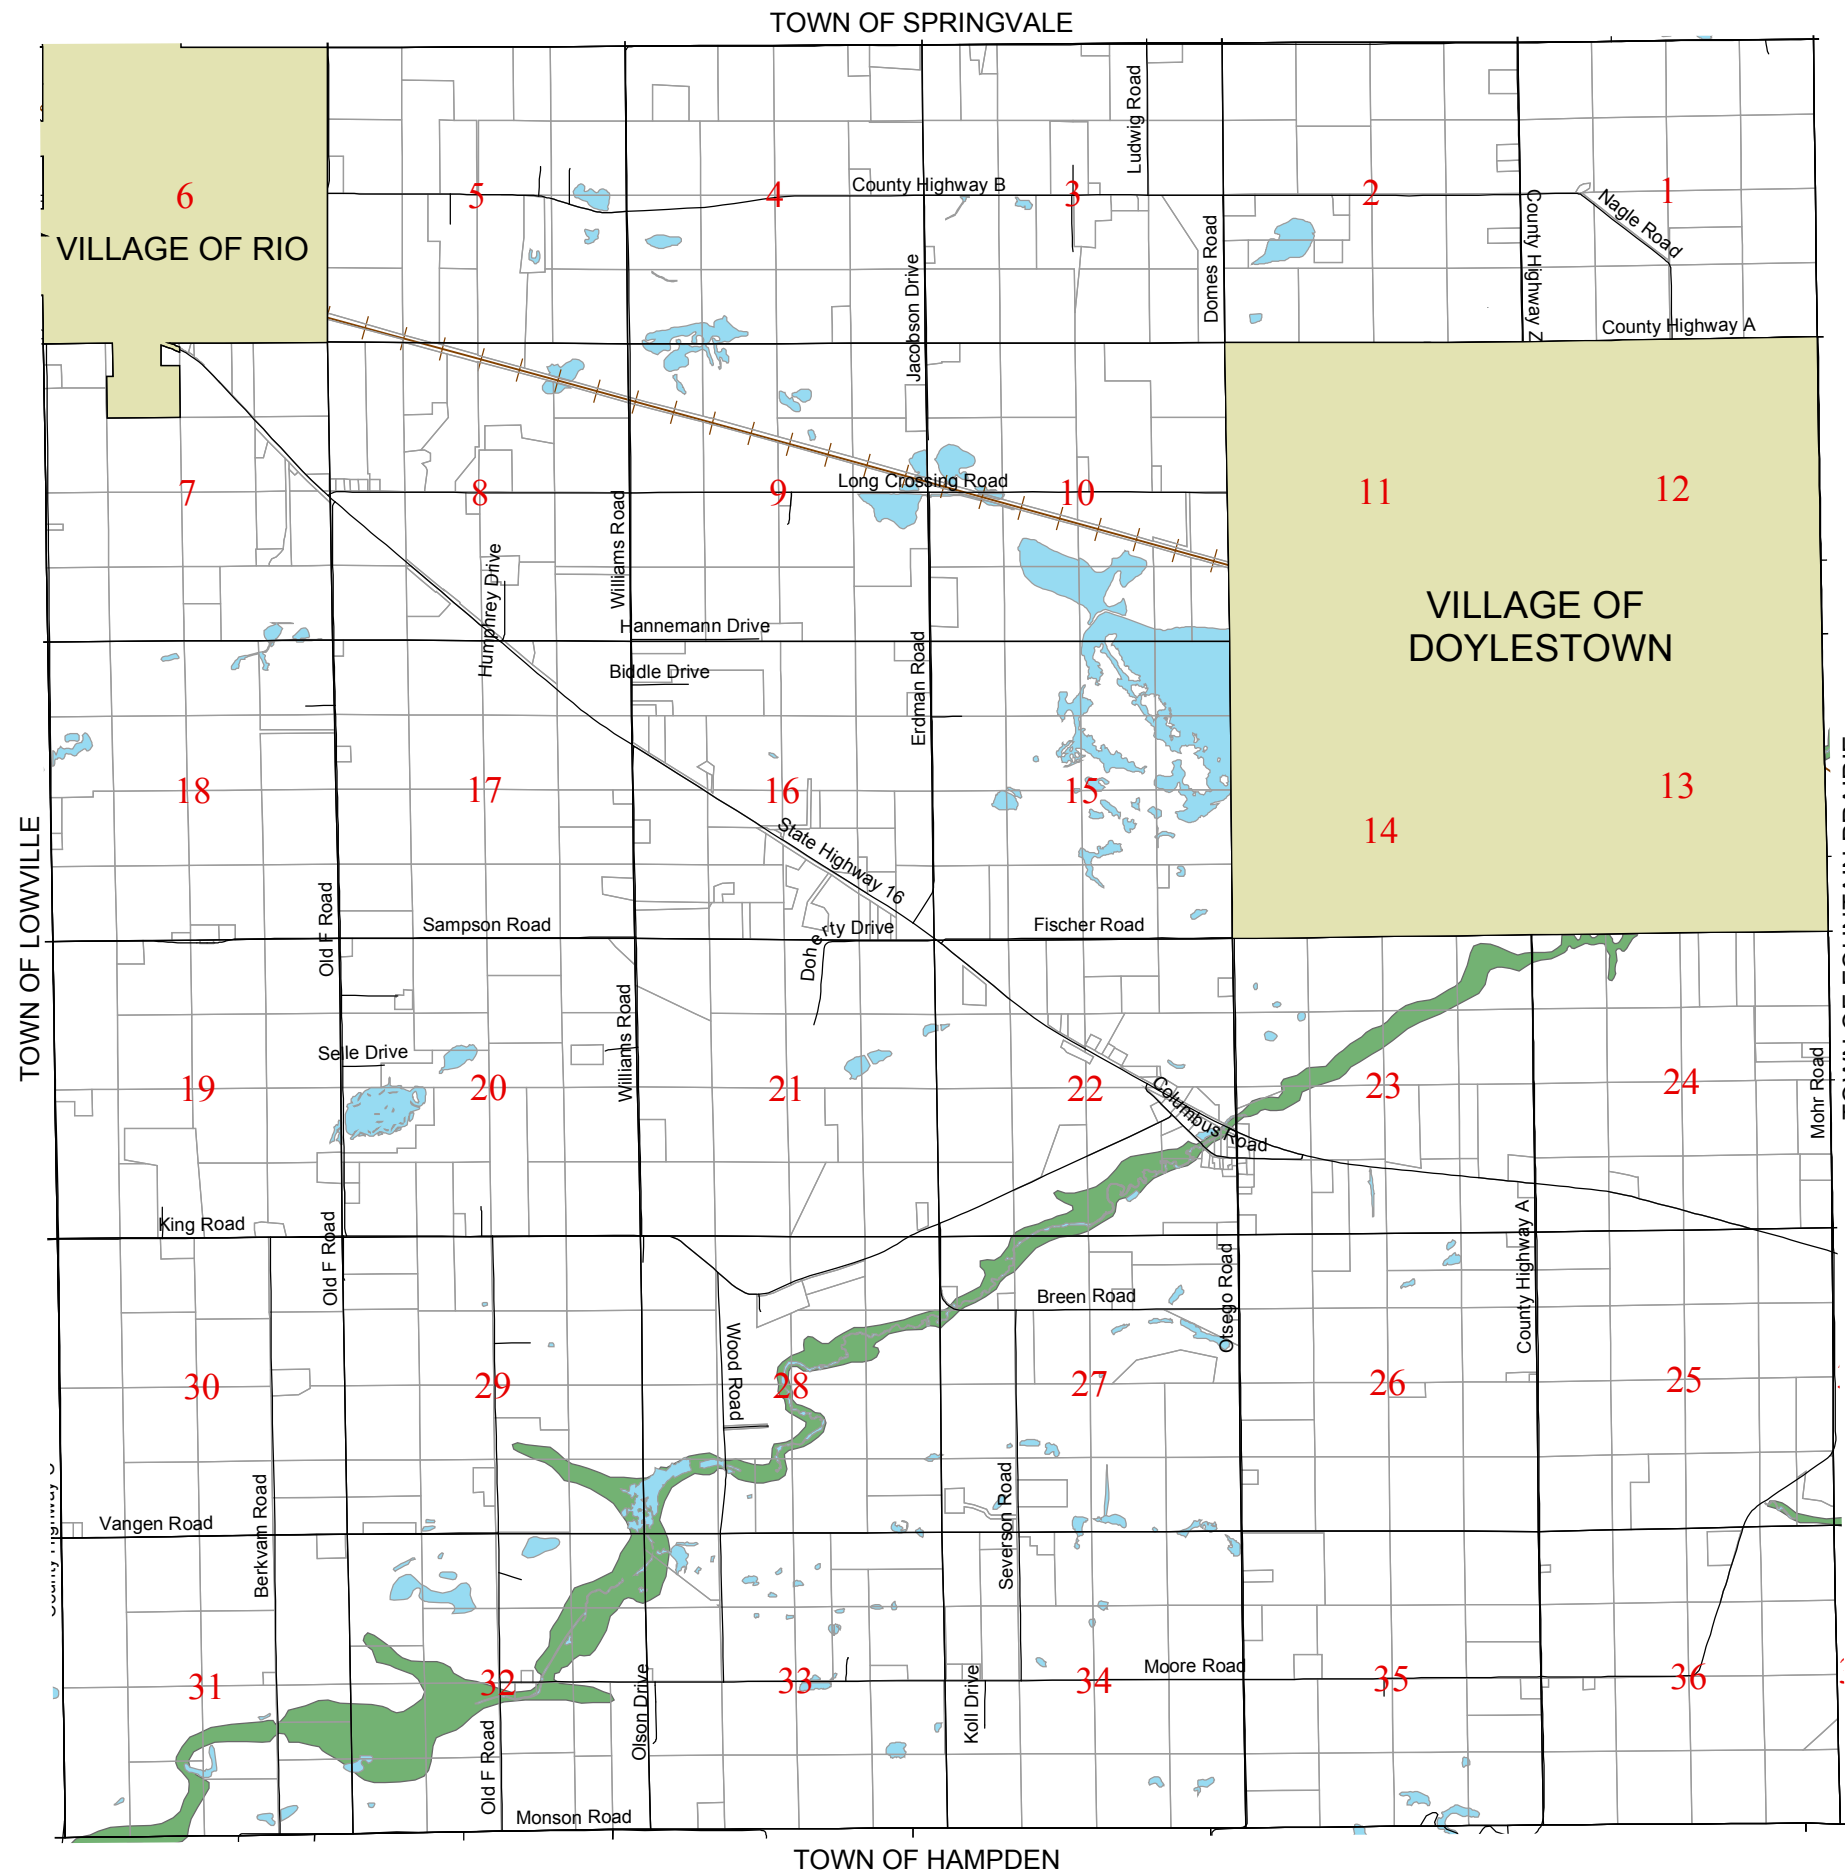 TOWN OF SPRINGVALE
Ludwig Road
6
5
4
County Highway B
3
2
1
VILLAGE OF RIO
Jacobson Drive
Domes Road
County Highway Z
Nagle Road
County Highway A
7
8
Williams Road
9
Long Crossing Road
10
11
12
Humphrey Drive
Hannemann Drive
Biddle Drive
Erdman Road
VILLAGE OF
DOYLESTOWN
18
17
16
15
14
13
State Highway 16
TOWN OF LOWVILLE
Old F Road
Sampson Road
Doherty Drive
Fischer Road
Selle Drive
Williams Road
19
20
21
22
Columbus Road
23
24
Mohr Road
King Road
Old F Road
Breen Road
Otsego Road
County Highway A
Wood Road
30
29
28
27
26
25
Vangen Road
Berkvam Road
Severson Road
31
32
33
34
Moore Road
35
36
Old F Road
Olson Drive
Koll Drive
Monson Road
TOWN OF HAMPDEN